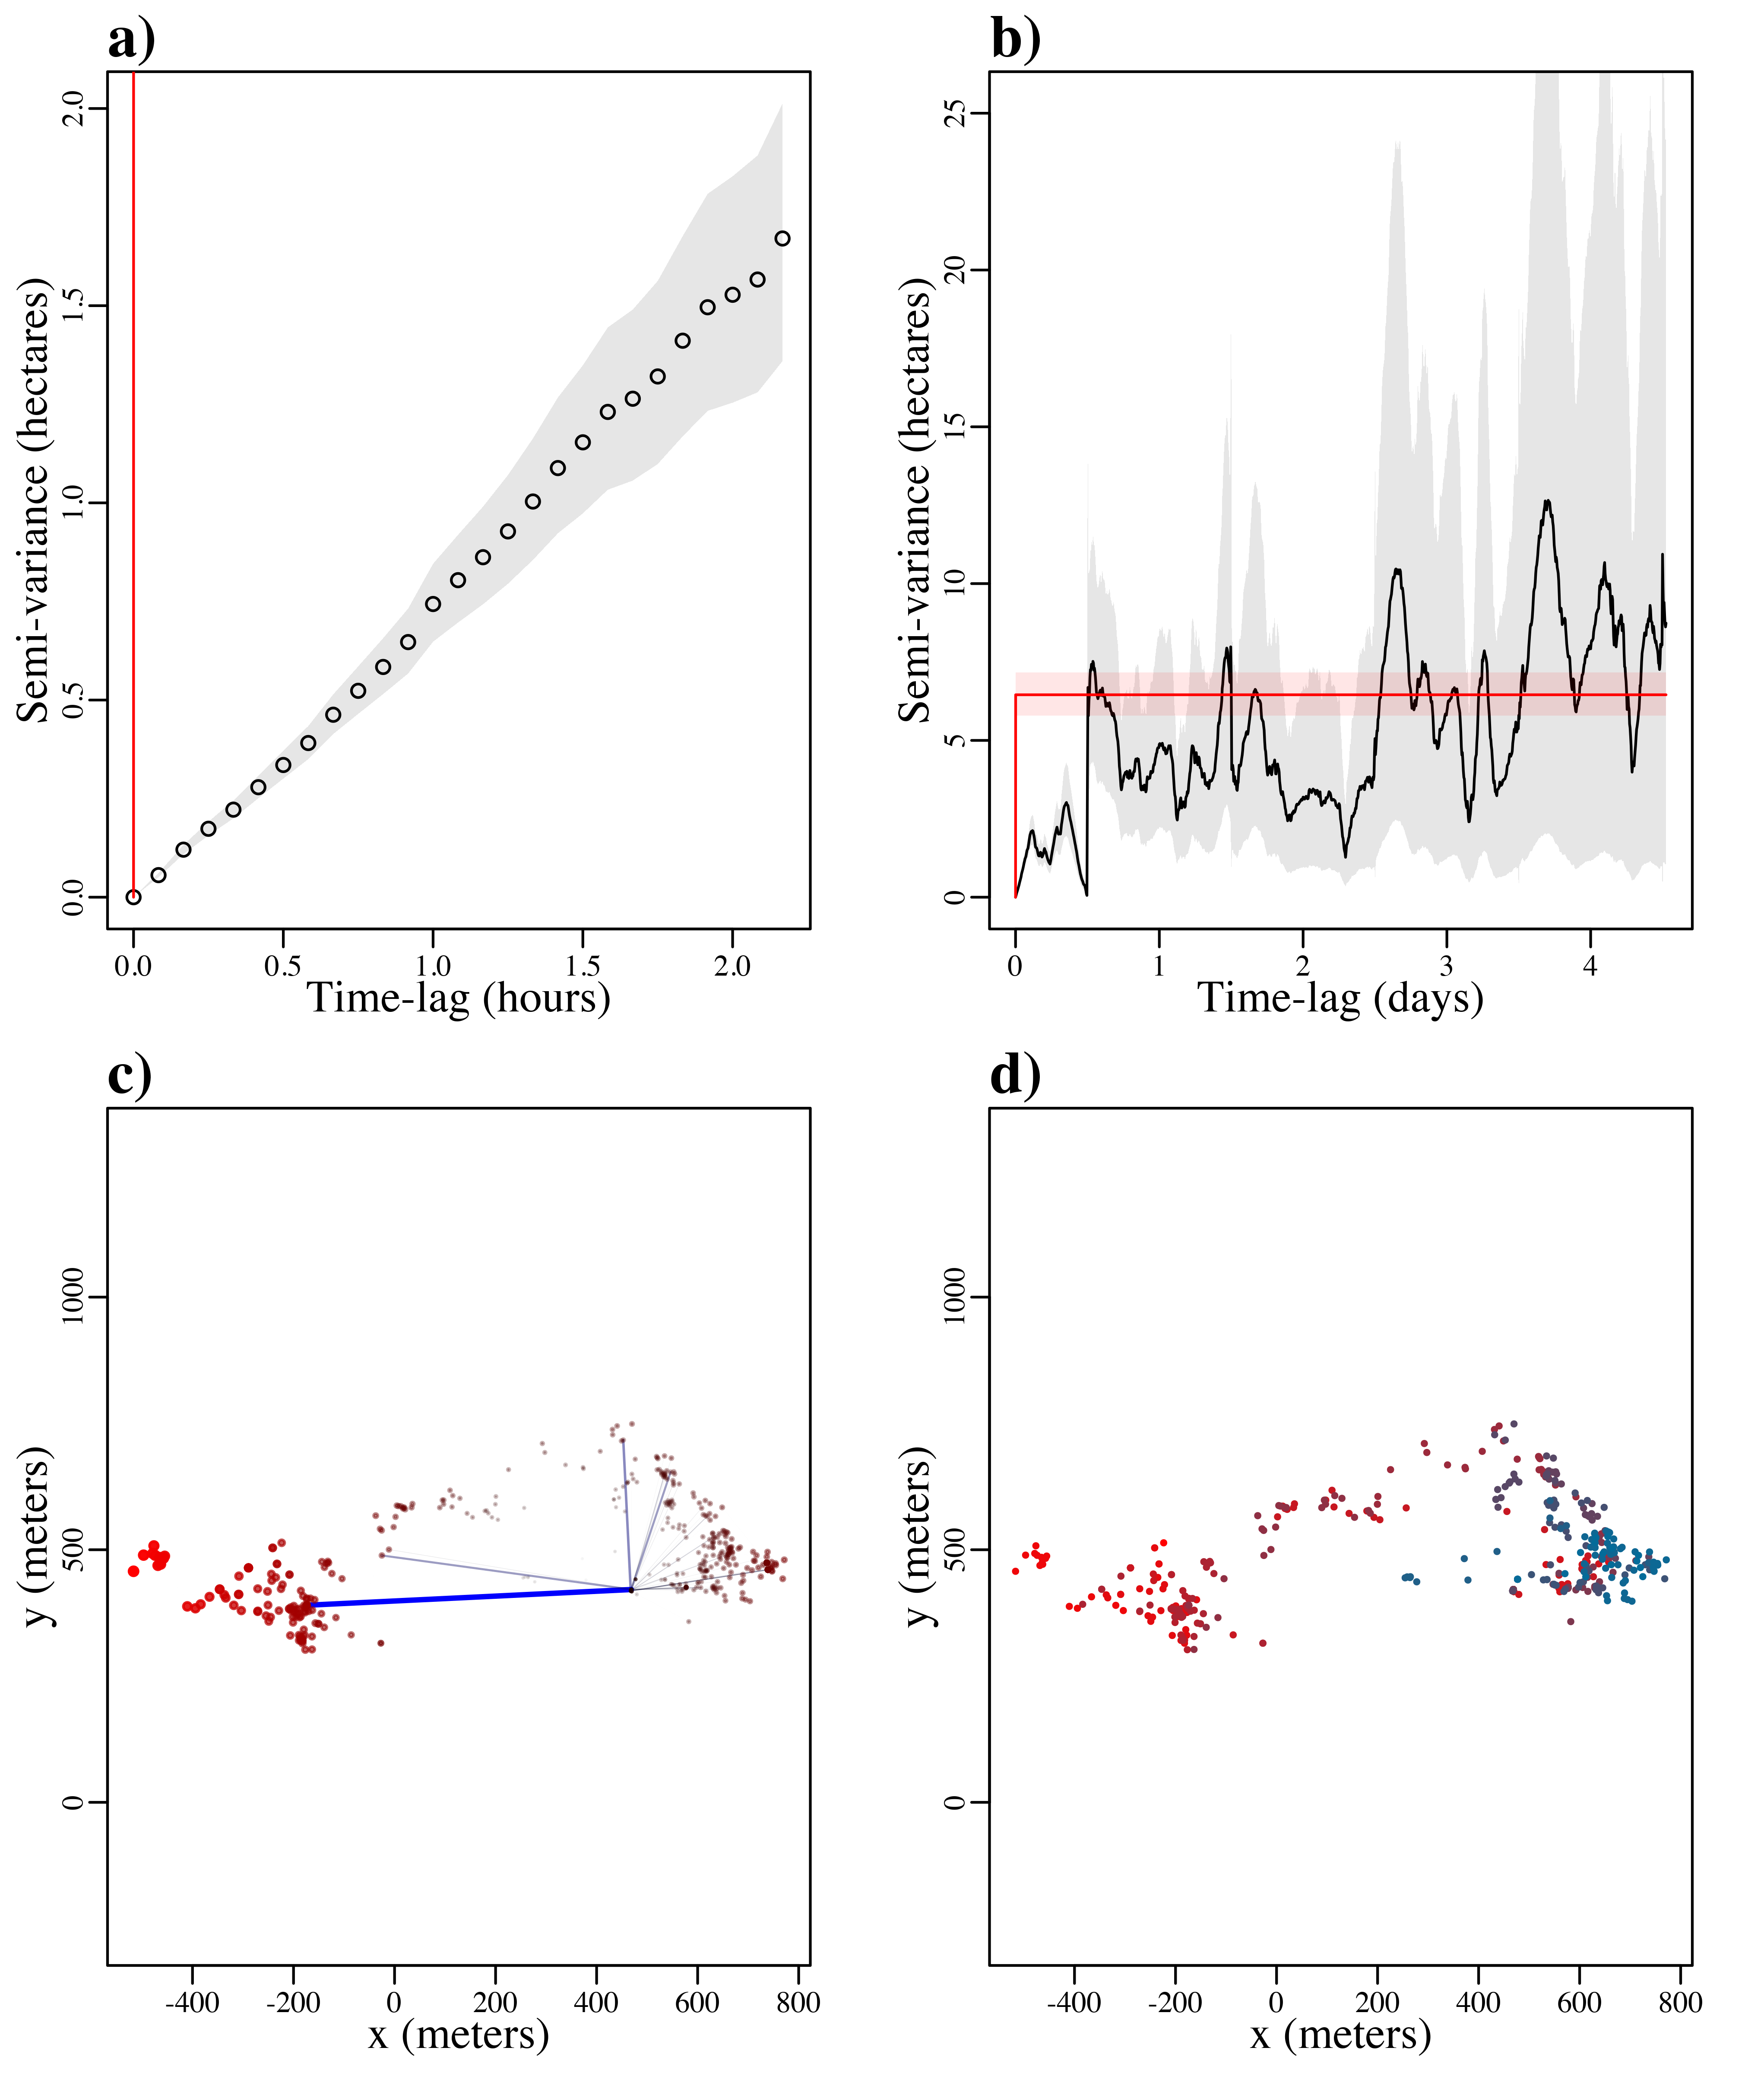 a)
Semi-variance (hectares)
2.0
1.5
1.0
0.5
0.0
0.0 0.5 1.0 1.5 2.0
Time-lag (hours)
b)
Semi-variance (hectares)
25
20
15
10
5
0
0 1 2 3 4
Time-lag (days)
c)
y (meters)
1000
500
0
-400 -200 0 200 400 600 800
x (meters)
d)
y (meters)
1000
500
0
-400 -200 0 200 400 600 800
x (meters)